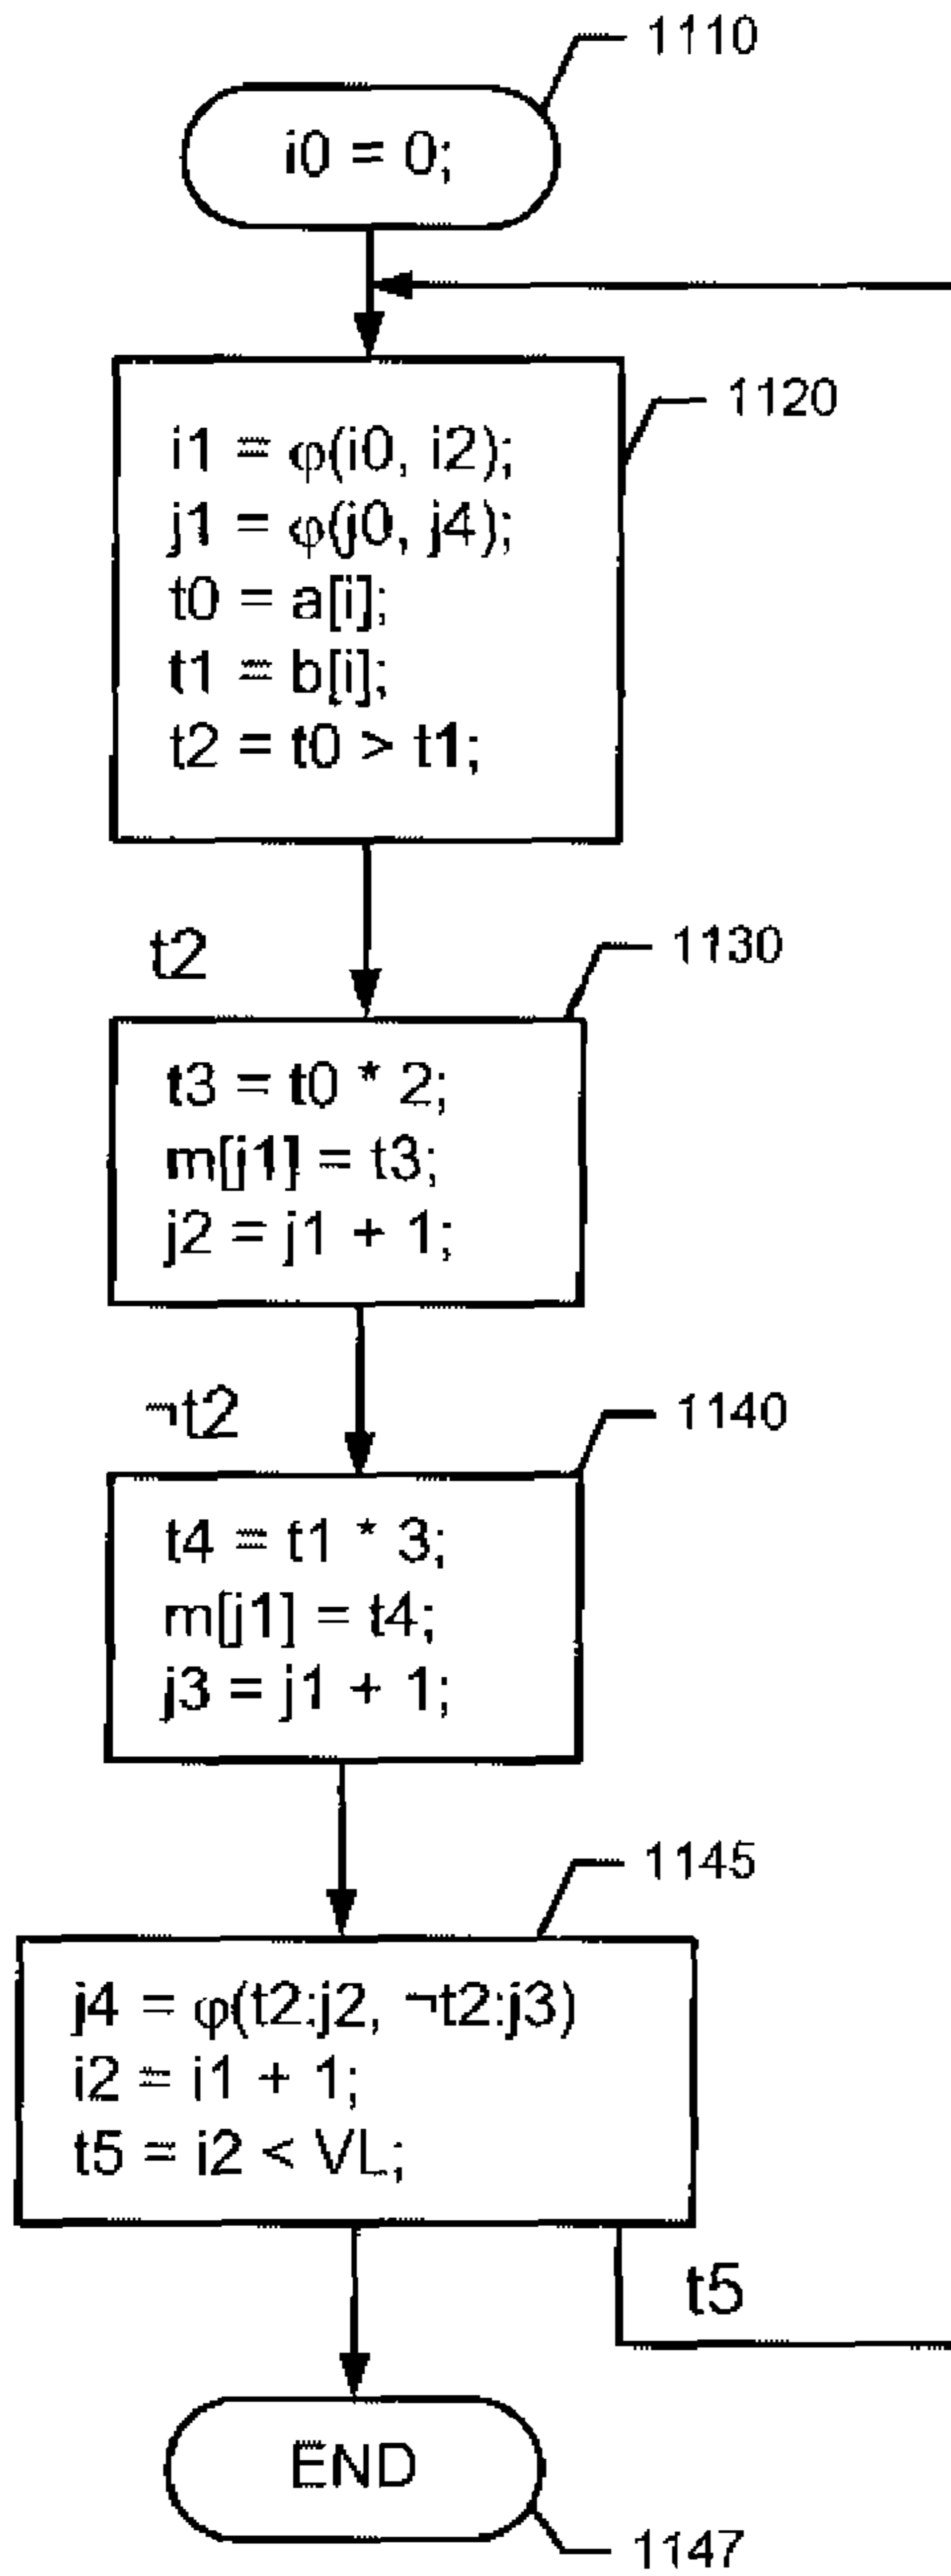 1110
i0 = 0;
1120
i1 = φ(i0, i2);
j1 = φ(j0, j4);
t0 = a[i];
t1 = b[i];
t2 = t0 > t1;
t2
1130
t3 = t0 * 2;
m[j1] = t3;
j2 = j1 + 1;
¬t2
1140
t4 = t1 * 3;
m[j1] = t4;
j3 = j1 + 1;
1145
j4 = φ(t2:j2, ¬t2:j3)
i2 = i1 + 1;
t5 = i2 < VL;
t5
END
1147